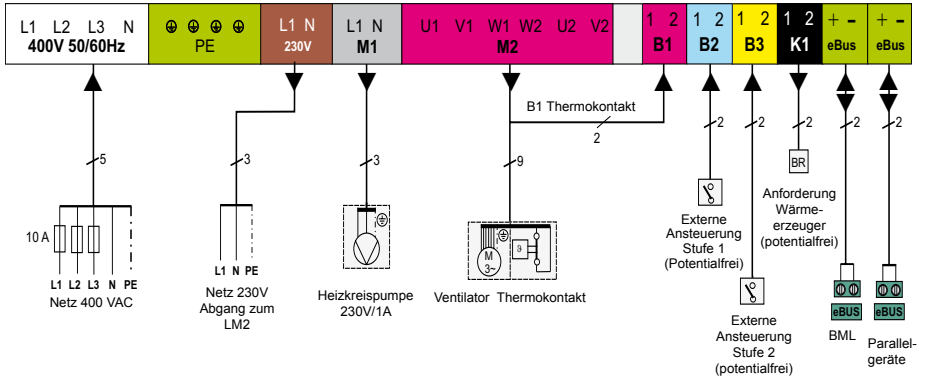 L1 L2 L3 N
400V 50/60Hz
PE
L1 N
230V
L1 N
M1
U1 V1 W1 W2 U2 V2
M2
1 2
B1
1 2
B2
1 2
B3
1 2
K1
+ -
eBus
+ -
eBus
B1 Thermokontakt
2
5
3
3
9
2
2
2
2
2
10 A
L1 L2 L3 N PE
Netz 400 VAC
L1 N PE
Netz 230V
Abgang zum
LM2
Heizkreispumpe
230V/1A
M
3~
ϑ
Ventilator Thermokontakt
Externe
Ansteuerung
Stufe 1
(Potentialfrei)
Externe
Ansteuerung
Stufe 2
(potentialfrei)
BR
Anforderung
Wärme-
erzeuger
(potentialfrei)
eBUS
BML
eBUS
Parallel-
geräte